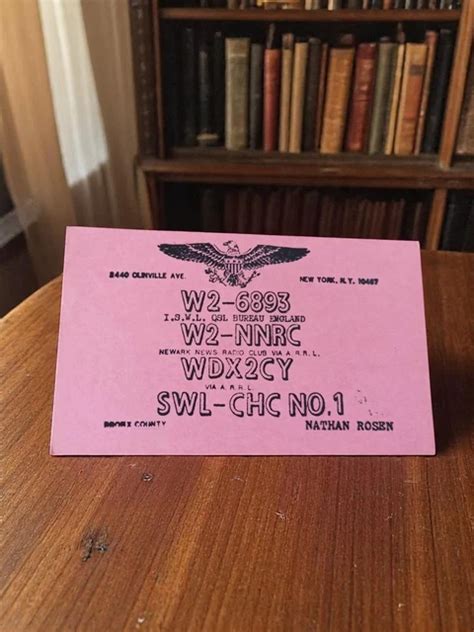 2440 OLINVILLE AVE. NEW YORK, N.Y. 10467
W2-6893
I.S.W.L. QSL BUREAU ENGLAND
W2-NNRC
NEWARK NEWS RADIO CLUB VIA A.R.R.L.
WDX2CY
VIA A.R.R.L.
SWL-CHC NO.1
BRONX COUNTY NATHAN ROSEN